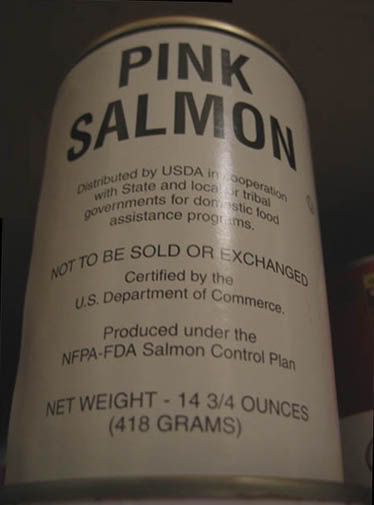 PINK
SALMON
Distributed by USDA in cooperation
with State and local or tribal
governments for domestic food
assistance programs.
NOT TO BE SOLD OR EXCHANGED
Certified by the
U.S. Department of Commerce.
Produced under the
NFPA-FDA Salmon Control Plan
NET WEIGHT - 14 3/4 OUNCES
(418 GRAMS)